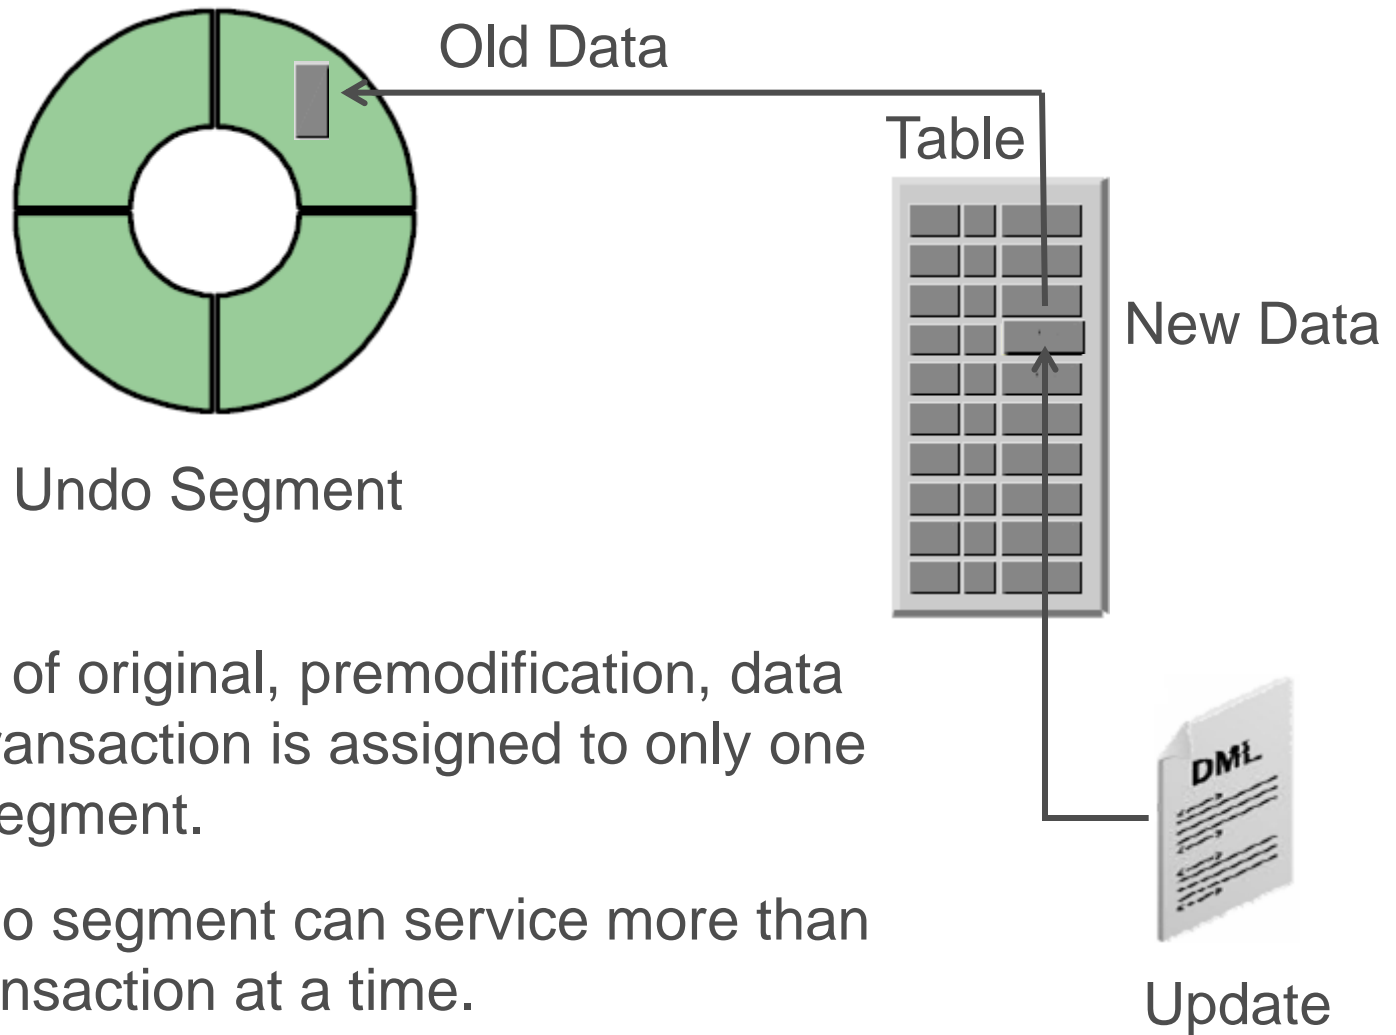 Old Data
Table
New Data
Undo Segment
of original, premodification, data
ransaction is assigned to only one
egment.
DML
o segment can service more than
nsaction at a time.
Update